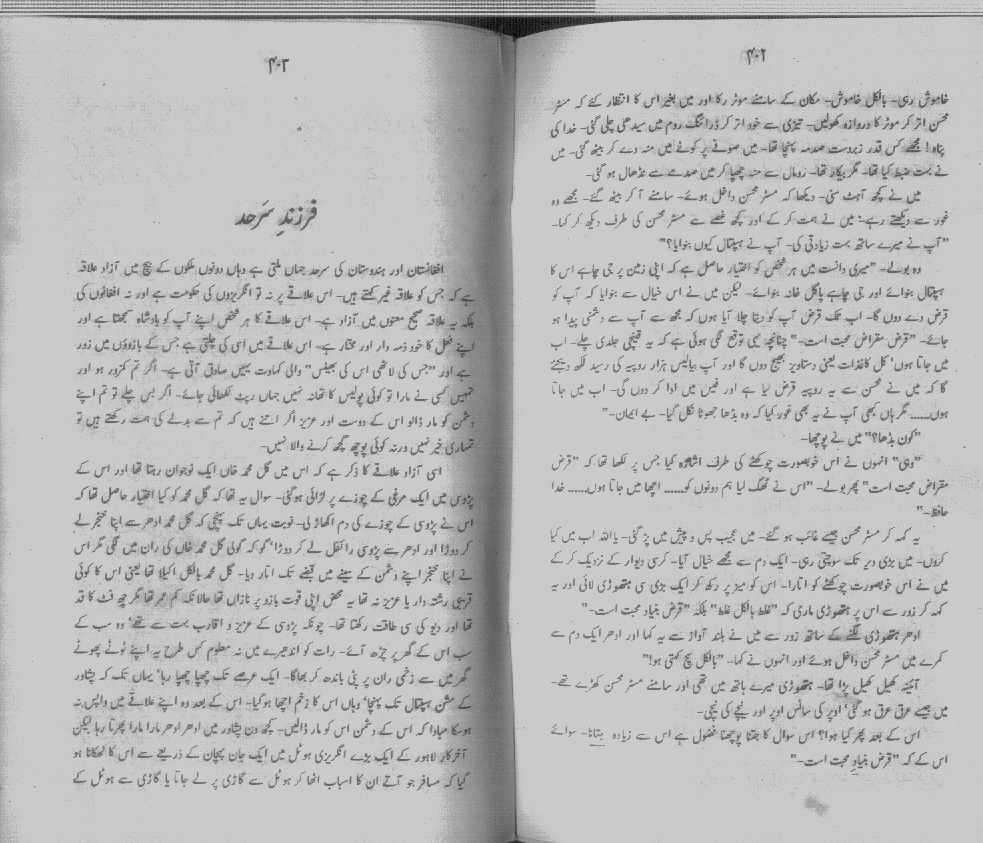 ۴۰۲
خاموش رہی۔ بالکل خاموش۔ مکان کے سامنے موٹر رکا اور میں بغیر اس کا انتظار کئے کہ مسٹر
محسن اتر کر موٹر کا دروازہ کھولیں۔ تیزی سے خود اتر کر ڈرائنگ روم میں سیدھی چلی گئی۔ خدا کی
پناہ! مجھے کس قدر زبردست صدمہ پہنچا تھا۔ میں صوفے پر کونے میں منہ دے کر بیٹھ گئی۔ میں
نے بہت ضبط کیا تھا۔ مگر بیکار تھا۔ رومال سے منہ چھپا کر میں صدمے سے نڈھال ہو گئی۔
میں نے کچھ آہٹ سنی۔ دیکھا کہ مسٹر محسن داخل ہوئے۔ سامنے آ کر بیٹھ گئے۔ مجھے وہ
غور سے دیکھتے رہے۔ میں نے ہمت کر کے اور کچھ غصے سے مسٹر محسن کی طرف دیکھ کر کہا۔
”آپ نے میرے ساتھ بہت زیادتی کی۔ آپ نے ہسپتال کیوں بنوایا؟“
وہ بولے۔ ”میری دانست میں ہر شخص کو اختیار حاصل ہے کہ اپنی زمین پر جی چاہے اس کا
ہسپتال بنوائے اور جی چاہے پاگل خانہ بنوائے۔ لیکن میں نے اس خیال سے بنوایا کہ آپ کو
قرض دے دوں گا۔ اب تک قرض آپ کو دیتا چلا آیا ہوں کہ مجھ سے آپ سے دشمنی پیدا ہو
جائے۔ ”قرض مقراض محبت است۔“ چنانچہ یہی توقع لگی ہوئی ہے کہ یہ قینچی جلدی چلے۔ اب
میں جاتا ہوں‘ کل کاغذات یعنی دستاویز بھیج دوں گا اور آپ بیالیس ہزار روپیہ کی رسید لکھ دیجئے
گا کہ میں نے محسن سے یہ روپیہ قرض لیا ہے اور فیس میں ادا کر دوں گی۔ اب میں جاتا
ہوں...... مگر ہاں کبھی آپ نے یہ بھی غور کیا کہ وہ بڈھا جھوٹا نکل گیا۔ بے ایمان۔“
”کون بڈھا؟“ میں نے پوچھا۔
”وہی“ انہوں نے اس خوبصورت چوکھٹے کی طرف اشارہ کیا جس پر لکھا تھا کہ ”قرض
مقراض محبت است“ پھر بولے۔ ”اس نے ٹھگ لیا ہم دونوں کو...... اچھا میں جاتا ہوں...... خدا
حافظ۔“
یہ کہہ کر مسٹر محسن جیسے غائب ہو گئے۔ میں عجیب پس و پیش میں پڑ گئی۔ یا اللہ اب میں کیا
کروں۔ میں بڑی دیر تک سوچتی رہی۔ ایک دم سے مجھے خیال آیا۔ کرسی دیوار کے نزدیک کر کے
میں نے اس خوبصورت چوکھٹے کو اتارا۔ اس کو میز پر رکھ کر ایک بڑی سی ہتھوڑی لائی اور یہ
کہہ کر زور سے اس پر ہتھوڑی ماری کہ ”غلط بالکل غلط“ بلکہ ”قرض بنیاد محبت است۔“
ادھر ہتھوڑی لگنے کے ساتھ زور سے میں نے بلند آواز سے یہ کہا اور ادھر ایک دم سے
کمرے میں مسٹر محسن داخل ہوئے اور انہوں نے کہا۔ ”بالکل سچ کہتی ہو!“
آئینہ کھیل کھیل پڑا تھا۔ ہتھوڑی میرے ہاتھ میں تھی اور سامنے مسٹر محسن کھڑے تھے۔
میں جیسے عرق عرق ہو گئی‘ اوپر کی سانس اوپر اور نیچے کی نیچی۔
اس کے بعد پھر کیا ہوا؟ اس سوال کا جتنا پوچھنا فضول ہے اس سے زیادہ بتانا۔ سوائے
اس کے کہ ”قرض بنیادِ محبت است۔“
۴۰۳
فرزندِ سرحد
افغانستان اور ہندوستان کی سرحد جہاں ملتی ہے وہاں دونوں ملکوں کے بیچ میں آزاد علاقہ
ہے کہ جس کو علاقہ غیر کہتے ہیں۔ اس علاقے پر نہ تو انگریزوں کی حکومت ہے اور نہ افغانوں کی
بلکہ یہ علاقہ صحیح معنوں میں آزاد ہے۔ اس علاقے کا ہر شخص اپنے آپ کو بادشاہ سمجھتا ہے اور
اپنے فعل کا خود ذمہ دار اور مختار ہے۔ اس علاقے میں اسی کی چلتی ہے جس کے بازوؤں میں زور
ہے اور ”جس کی لاٹھی اس کی بھینس“ والی کہاوت یہیں صادق آتی ہے۔ اگر تم کمزور ہو اور
تمہیں کسی نے مارا تو کوئی پولیس کا تھانہ نہیں جہاں رپٹ لکھائی جائے۔ اگر بس چلے تو تم اپنے
دشمن کو مار ڈالو اس کے دوست اور عزیز اگر اتنے ہیں کہ تم سے بدلے کی ہمت رکھتے ہیں تو
تمہاری خیر نہیں ورنہ کوئی پوچھ گچھ کرنے والا نہیں۔
اسی آزاد علاقے کا ذکر ہے کہ اس میں گل محمد خاں ایک نوجوان رہتا تھا اور اس کے
پڑوس میں ایک مرغی کے چوزے پر لڑائی ہو گئی۔ سوال یہ تھا کہ گل محمد کو کیا اختیار حاصل تھا کہ
اس نے پڑوسی کے چوزے کی دم اکھاڑ لی۔ نوبت یہاں تک پہنچی کہ گل محمد ادھر سے اپنا خنجر لے
کر دوڑا اور ادھر سے پڑوسی رائفل لے کر دوڑا‘ گو کہ گولی گل محمد خاں کی ران میں لگی مگر اس
نے اپنا خنجر اپنے دشمن کے سینے میں قبضے تک اتار دیا۔ گل محمد بالکل اکیلا تھا یعنی اس کا کوئی
قریبی رشتہ دار یا عزیز نہ تھا یہ محض اپنی قوت بازو پر نازاں تھا حالانکہ کم عمر تھا مگر چھ فٹ کا قد
تھا اور دیو کی سی طاقت رکھتا تھا۔ چونکہ پڑوسی کے عزیز و اقارب بہت سے تھے‘ وہ سب کے
سب اس کے گھر پر چڑھ آئے۔ رات کو اندھیرے میں نہ معلوم کس طرح یہ اپنے ٹوٹے پھوٹے
گھر میں سے زخمی ران پر پٹی باندھ کر بھاگا۔ ایک عرصے تک چھپا چھپا رہا‘ یہاں تک کہ پشاور
کے مشن ہسپتال تک پہنچا‘ وہاں اس کا زخم اچھا ہو گیا۔ اس کے بعد وہ اپنے علاقے میں واپس نہ
ہو سکا مبادا کہ اس کے دشمن اس کو مار ڈالیں۔ کچھ دن پشاور میں ادھر ادھر مارا مارا پھرتا رہا لیکن
آخر کار لاہور کے ایک بڑے انگریزی ہوٹل میں ایک جان پہچان کے ذریعے سے اس کا ٹھکانا ہو
گیا کہ مسافر جو آتے ان کا اسباب اٹھا کر ہوٹل سے گاڑی پر لے جاتا یا گاڑی سے ہوٹل کے